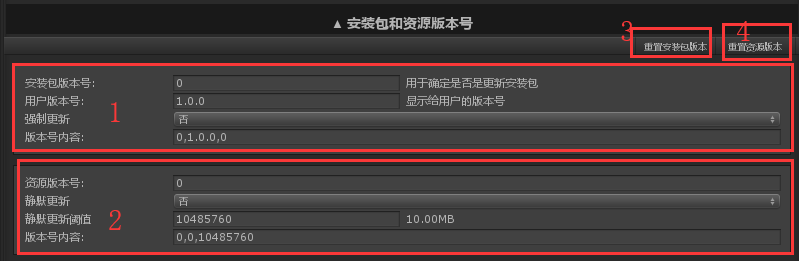 ▲ 安装包和资源版本号
3 重置安装包版本 4 重置资源版本
安装包版本号: 0 用于确定是否是更新安装包
用户版本号: 1.0.0 显示给用户的版本号
1
强制更新 否
版本号内容: 0,1.0.0,0
资源版本号: 0
静默更新 否
2
静默更新阈值 10485760 10.00MB
版本号内容: 0,0,10485760